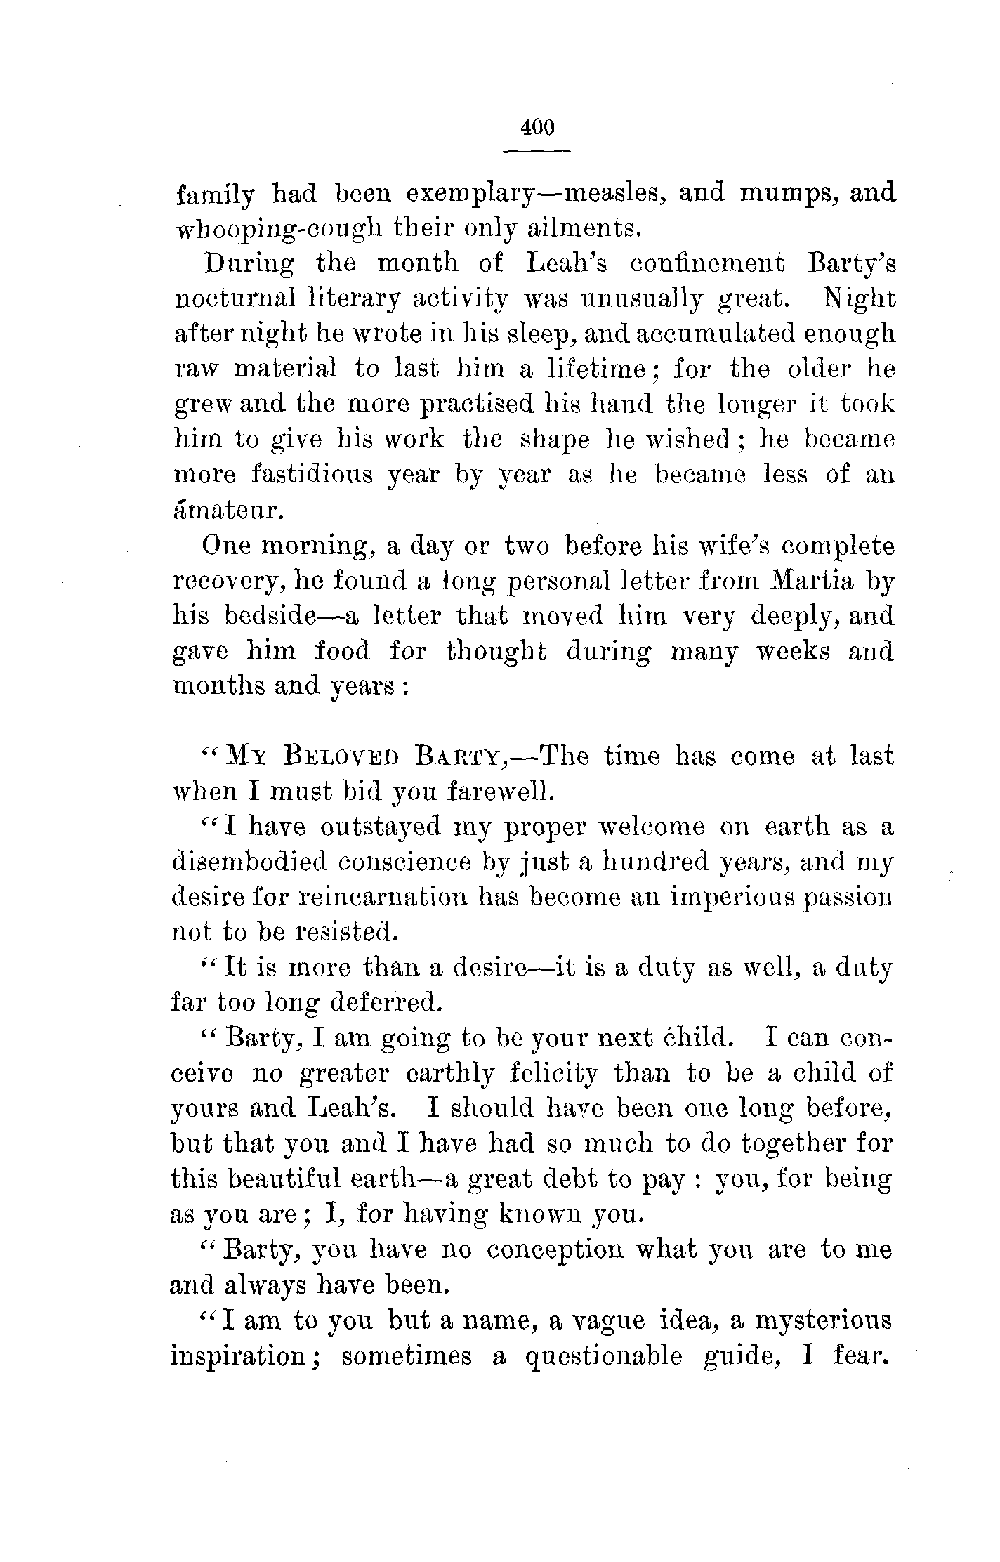 400
family had been exemplary—measles, and mumps, and
whooping-cough their only ailments.
During the month of Leah's confinement Barty's
nocturnal literary activity was unusually great. Night
after night he wrote in his sleep, and accumulated enough
raw material to last him a lifetime; for the older he
grew and the more practised his hand the longer it took
him to give his work the shape he wished; he became
more fastidious year by year as he became less of an
amateur.
One morning, a day or two before his wife's complete
recovery, he found a long personal letter from Martia by
his bedside—a letter that moved him very deeply, and
gave him food for thought during many weeks and
months and years:
"MY BELOVED BARTY,—The time has come at last
when I must bid you farewell.
"I have outstayed my proper welcome on earth as a
disembodied conscience by just a hundred years, and my
desire for reincarnation has become an imperious passion
not to be resisted.
"It is more than a desire—it is a duty as well, a duty
far too long deferred.
"Barty, I am going to be your next child. I can con-
ceive no greater earthly felicity than to be a child of
yours and Leah's. I should have been one long before,
but that you and I have had so much to do together for
this beautiful earth—a great debt to pay: you, for being
as you are; I, for having known you.
"Barty, you have no conception what you are to me
and always have been.
"I am to you but a name, a vague idea, a mysterious
inspiration; sometimes a questionable guide, I fear.